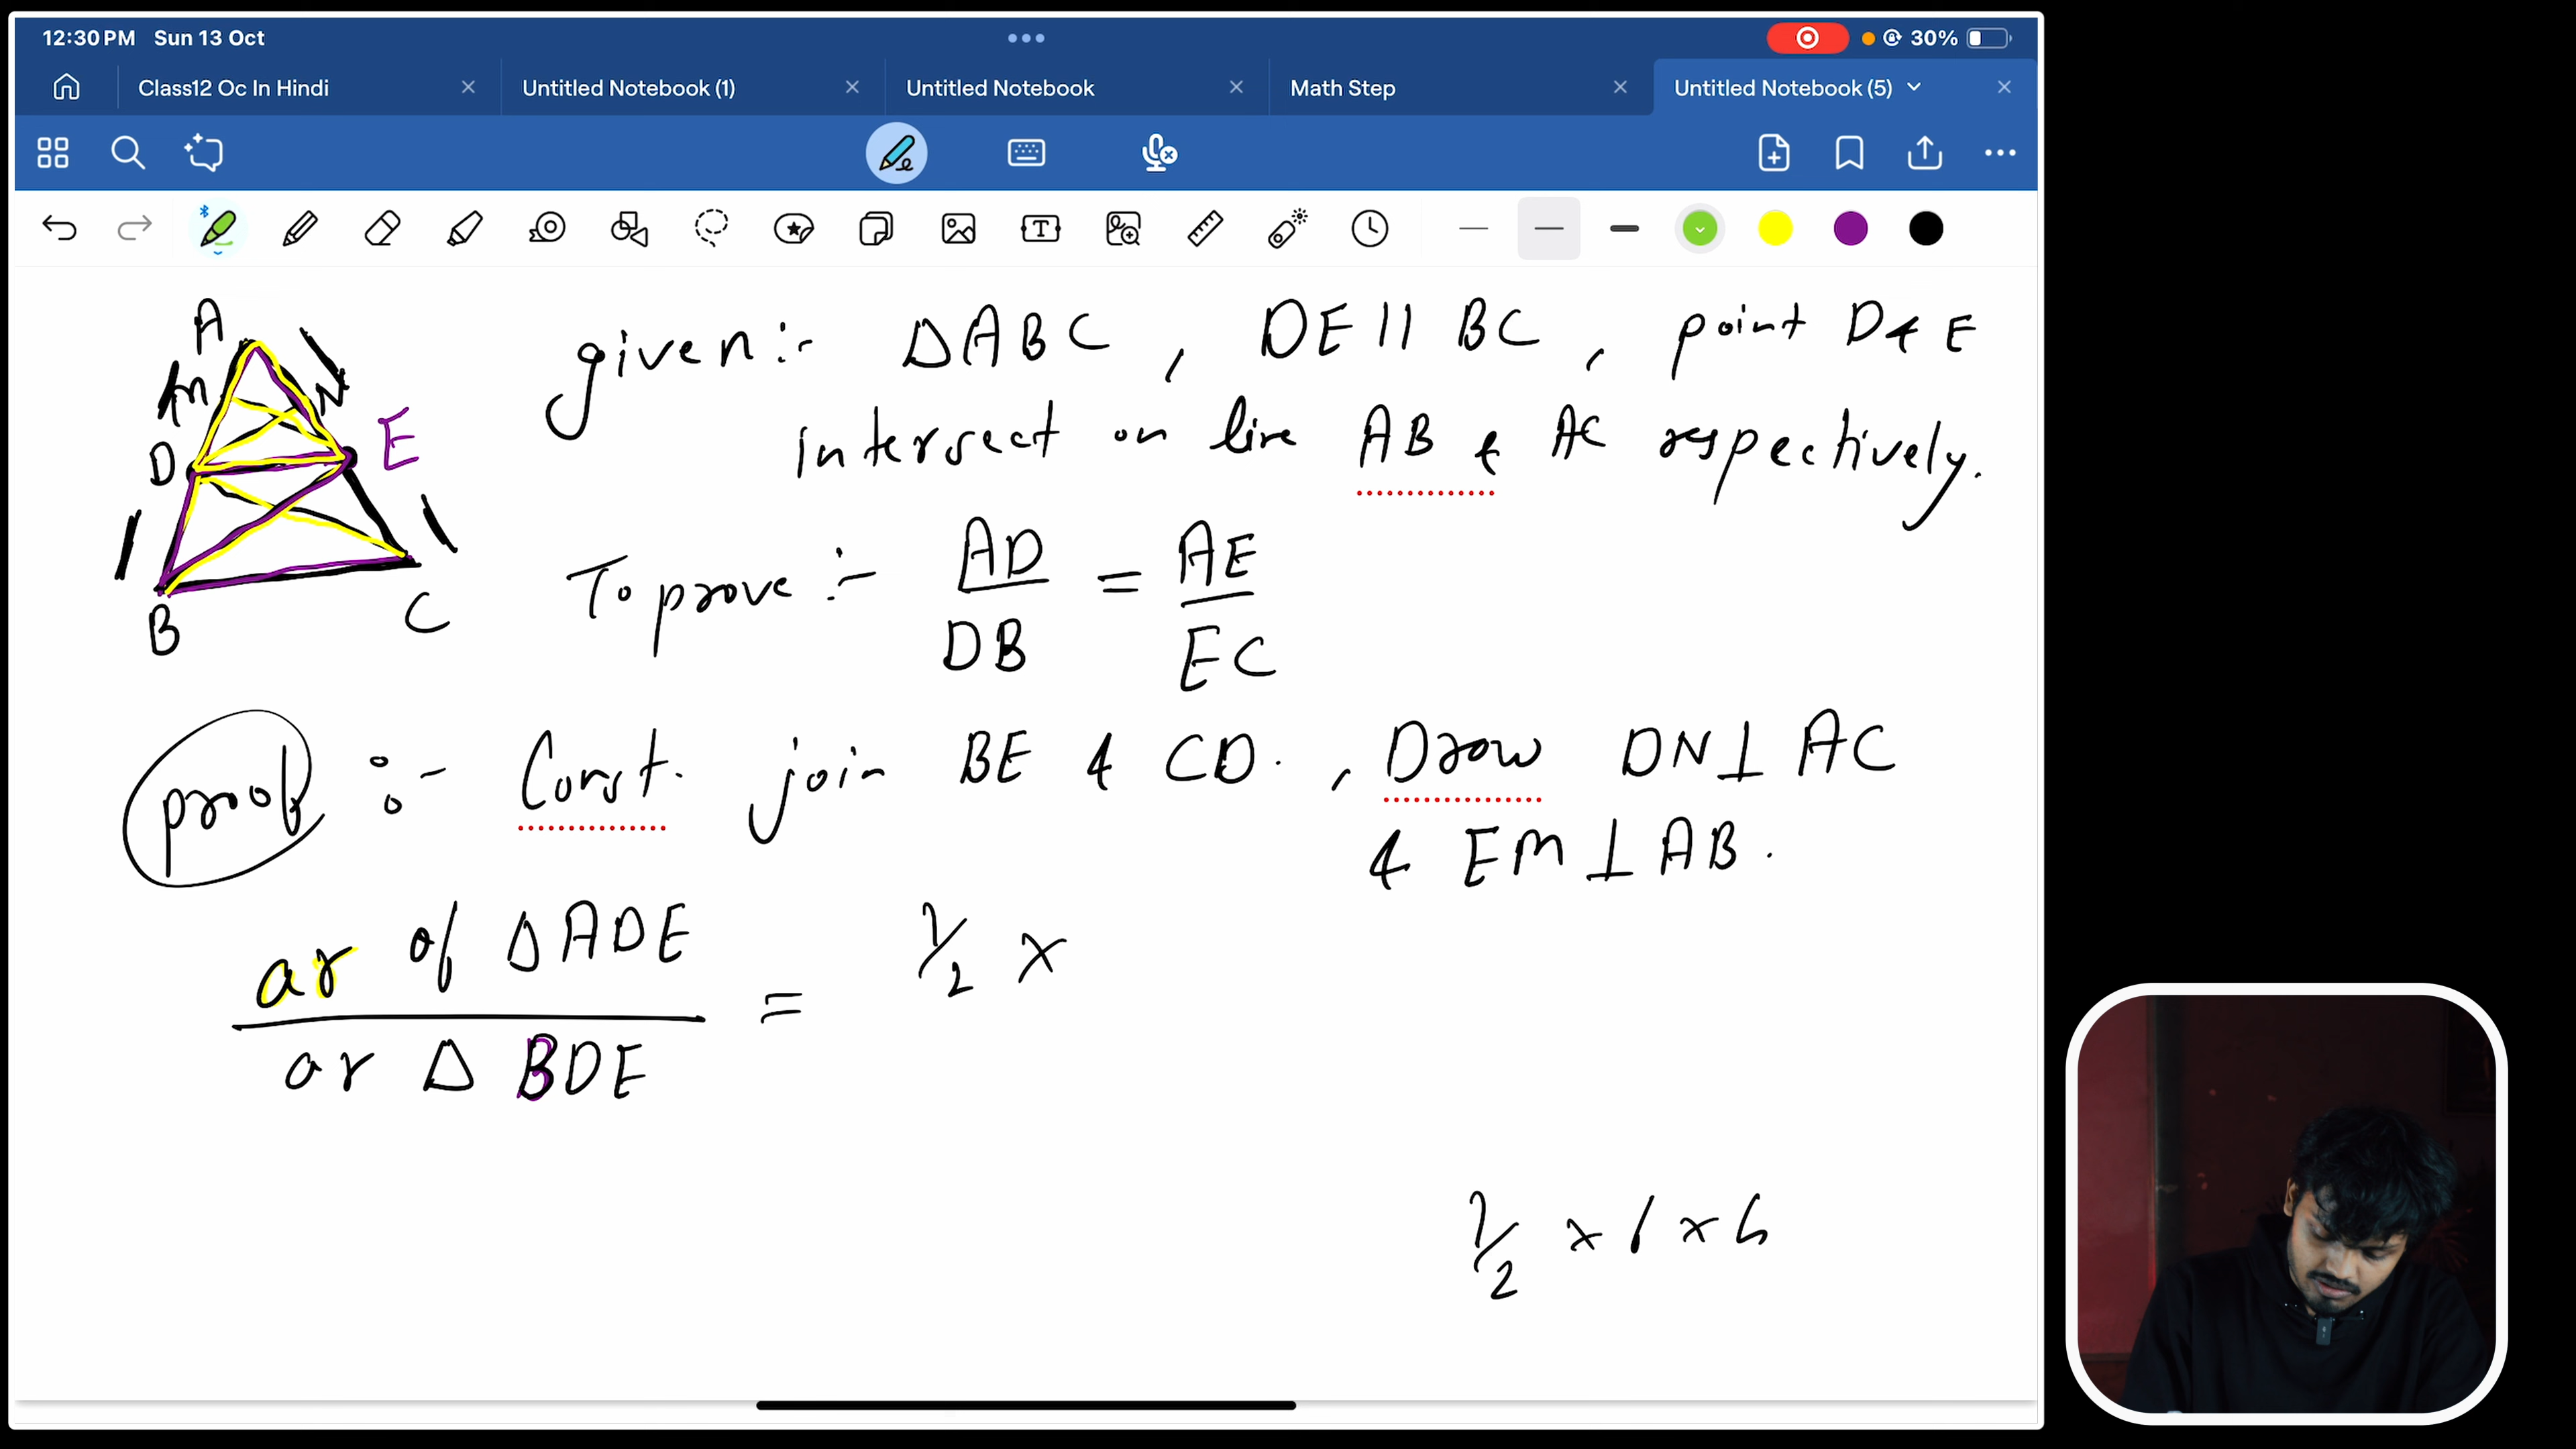 12:30 PM Sun 13 Oct
30%
Class12 Oc In Hindi
Untitled Notebook (1)
Untitled Notebook
Math Step
Untitled Notebook (5)
A
M
N
D
E
B
C
given :- ΔABC , DE || BC , point D & E
intersect on line AB & AC respectively.
To prove :- AD/DB = AE/EC
proof :- Const. join BE & CD. , Draw DN ⊥ AC
& EM ⊥ AB.
ar of ΔADE
ar Δ BDE
= 1/2 ×
1/2 × b × h